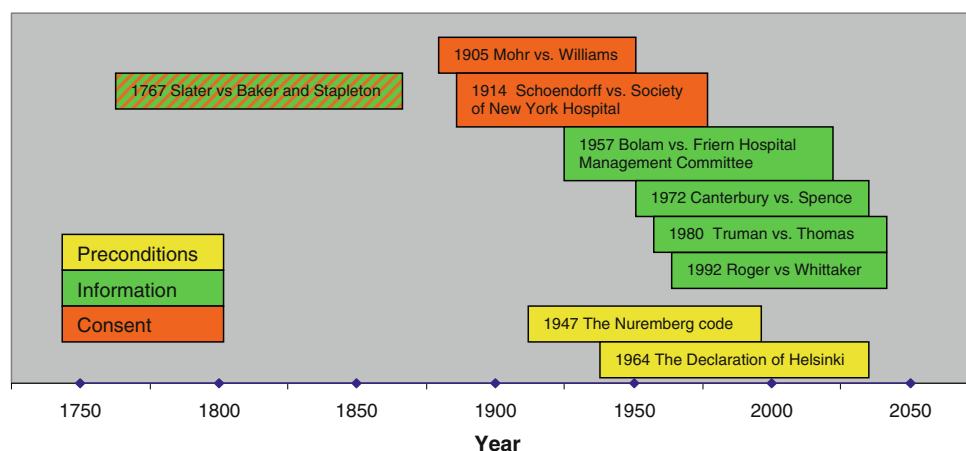 1905 Mohr vs. Williams
1767 Slater vs Baker and Stapleton
1914 Schoendorff vs. Society
of New York Hospital
1957 Bolam vs. Friern Hospital
Management Committee
1972 Canterbury vs. Spence
1980 Truman vs. Thomas
1992 Roger vs Whittaker
Preconditions
Information
Consent
1947 The Nuremberg code
1964 The Declaration of Helsinki
1750 1800 1850 1900 1950 2000 2050
Year